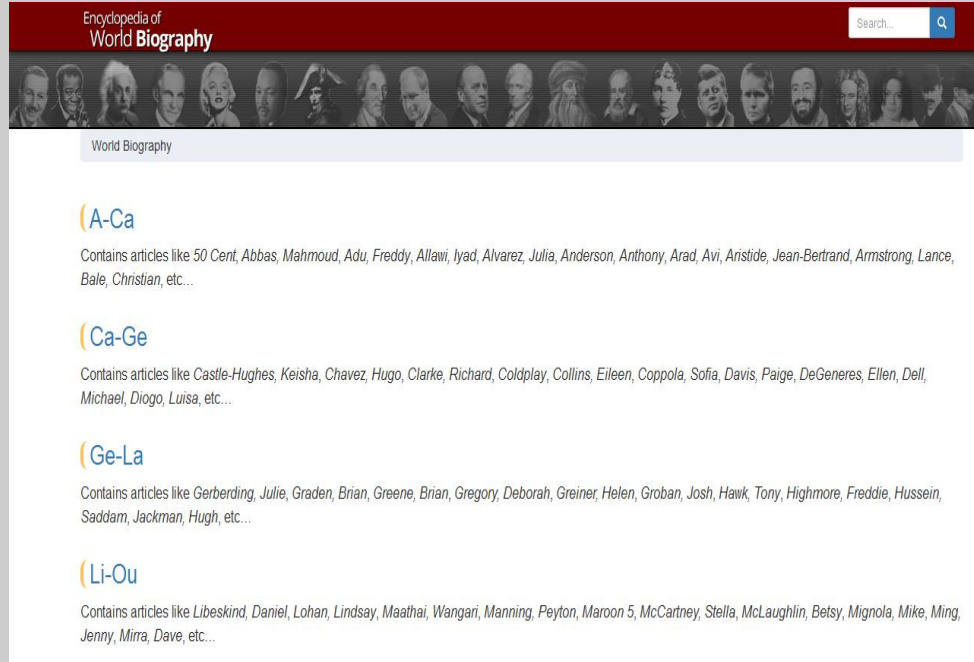 Encyclopedia of
World Biography
Search...
World Biography
A-Ca
Contains articles like 50 Cent, Abbas, Mahmoud, Adu, Freddy, Allawi, Iyad, Alvarez, Julia, Anderson, Anthony, Arad, Avi, Aristide, Jean-Bertrand, Armstrong, Lance,
Bale, Christian, etc...
Ca-Ge
Contains articles like Castle-Hughes, Keisha, Chavez, Hugo, Clarke, Richard, Coldplay, Collins, Eileen, Coppola, Sofia, Davis, Paige, DeGeneres, Ellen, Dell,
Michael, Diogo, Luisa, etc...
Ge-La
Contains articles like Gerberding, Julie, Graden, Brian, Greene, Brian, Gregory, Deborah, Greiner, Helen, Groban, Josh, Hawk, Tony, Highmore, Freddie, Hussein,
Saddam, Jackman, Hugh, etc...
Li-Ou
Contains articles like Libeskind, Daniel, Lohan, Lindsay, Maathai, Wangari, Manning, Peyton, Maroon 5, McCartney, Stella, McLaughlin, Betsy, Mignola, Mike, Ming,
Jenny, Mirra, Dave, etc...